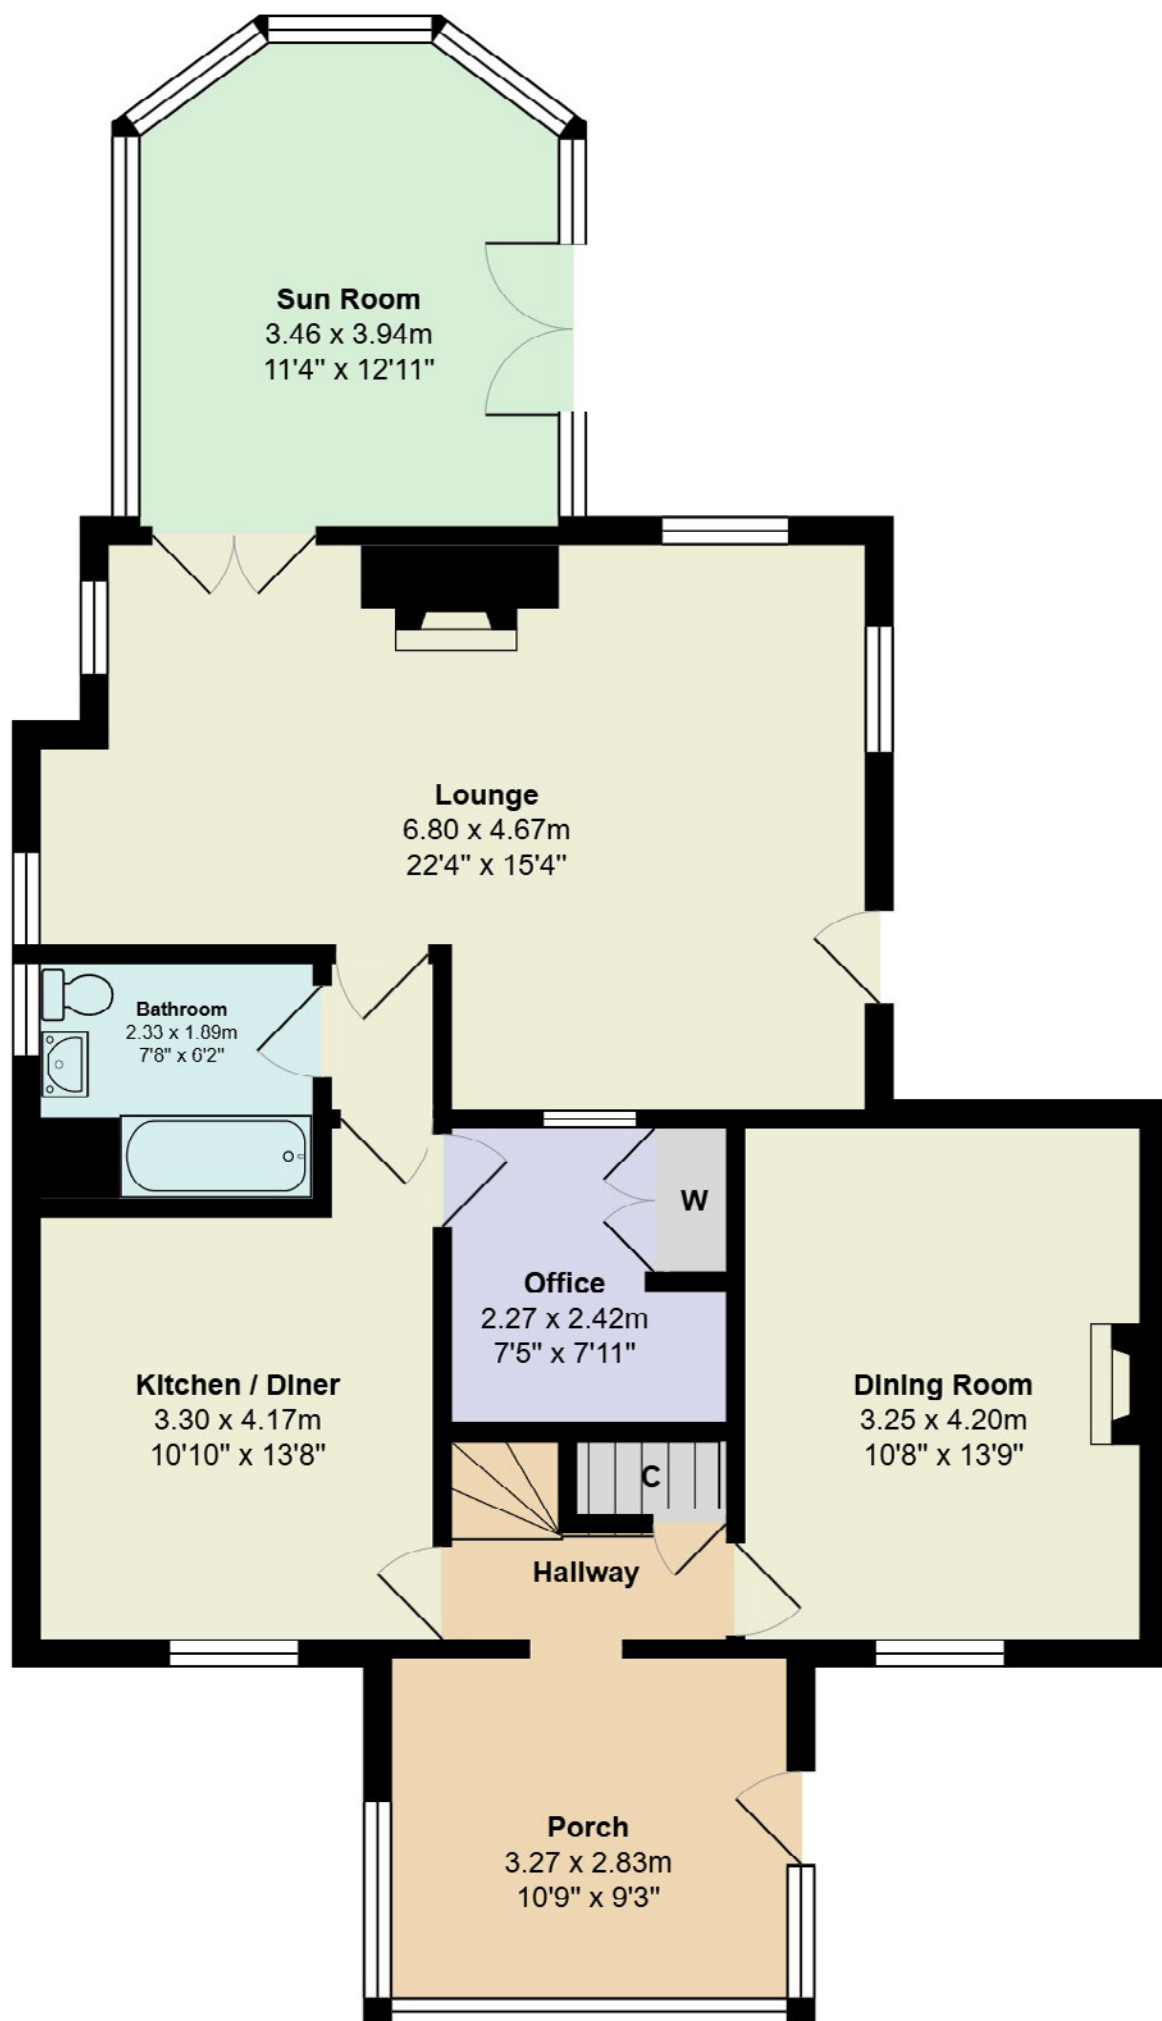 Sun Room
3.46 x 3.94m
11'4" x 12'11"
Lounge
6.80 x 4.67m
22'4" x 15'4"
Bathroom
2.33 x 1.89m
7'8" x 6'2"
W
Office
2.27 x 2.42m
7'5" x 7'11"
Kitchen / Diner
3.30 x 4.17m
10'10" x 13'8"
Dining Room
3.25 x 4.20m
10'8" x 13'9"
C
Hallway
Porch
3.27 x 2.83m
10'9" x 9'3"